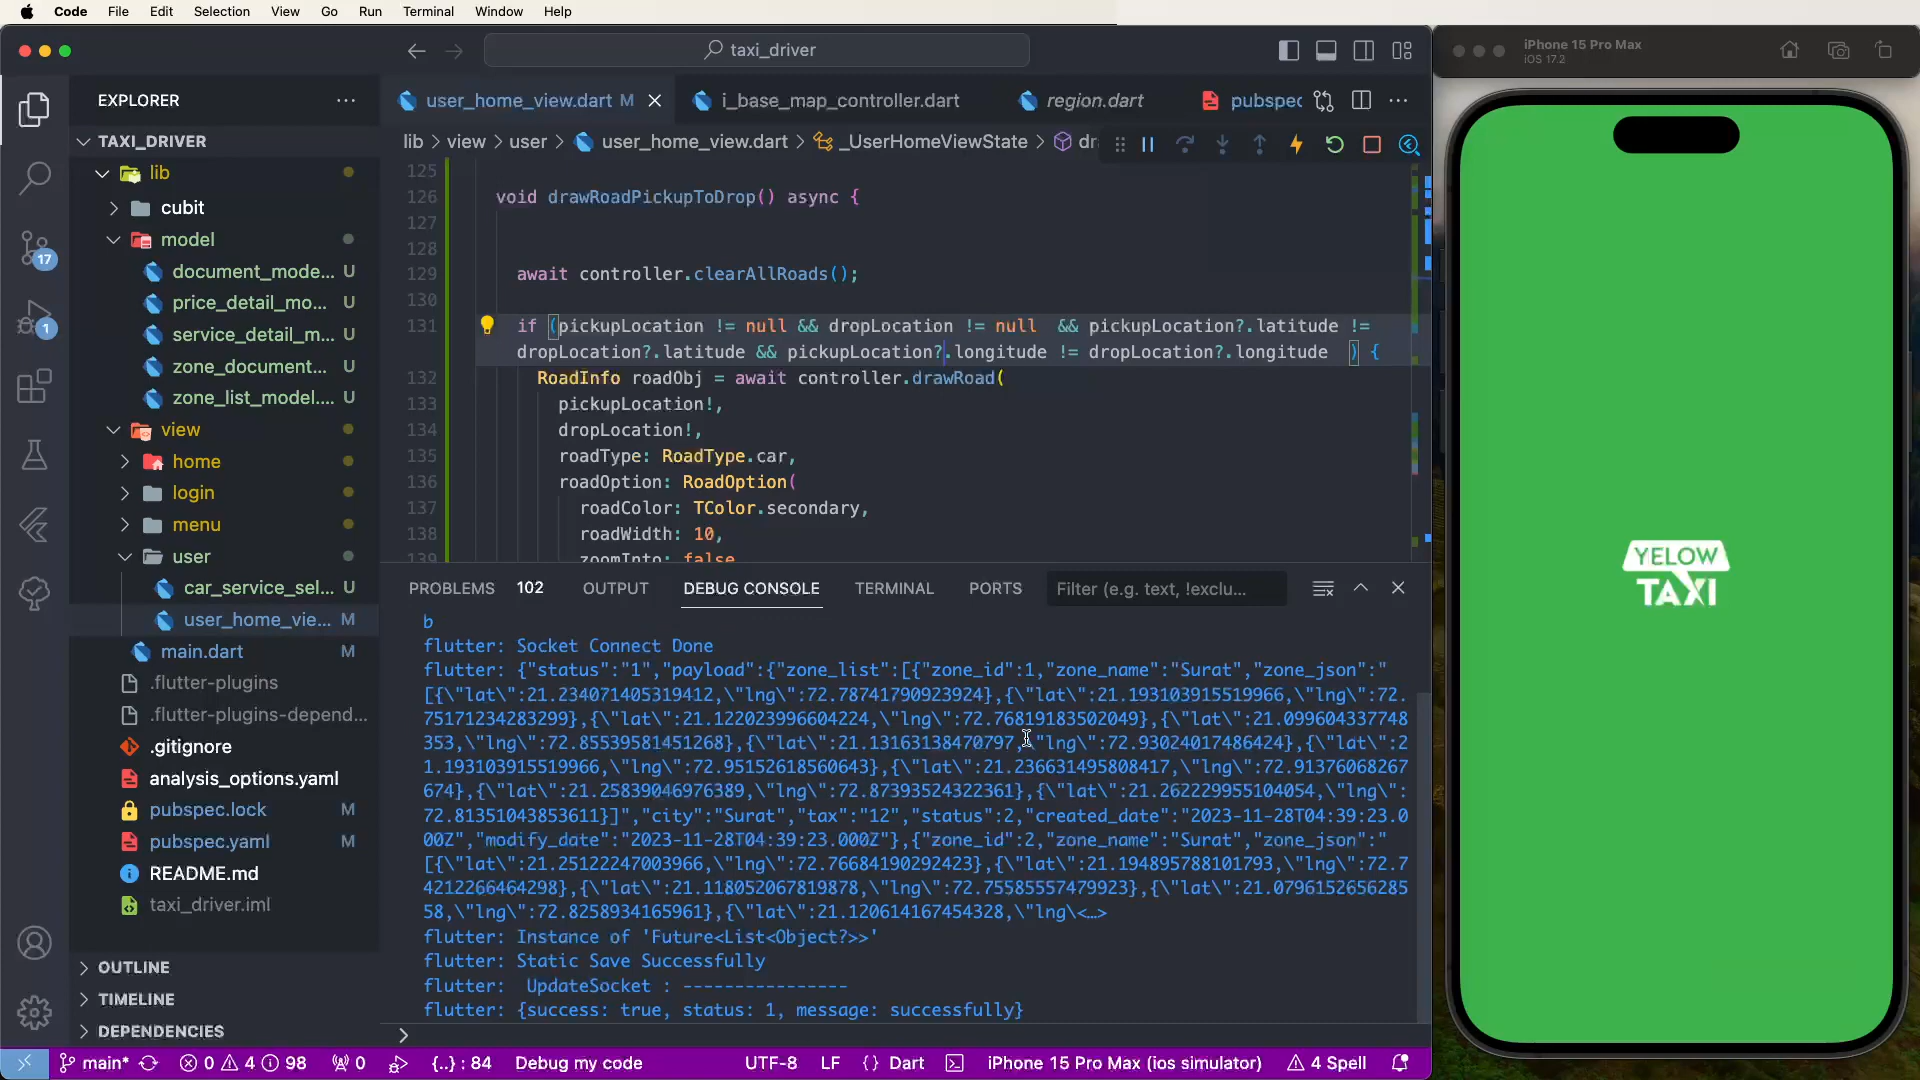 Code File Edit Selection View Go Run Terminal Window Help
taxi_driver
iPhone 15 Pro Max
iOS 17.2
EXPLORER
user_home_view.dart M
i_base_map_controller.dart
region.dart
pubspec
TAXI_DRIVER
lib > view > user > user_home_view.dart > _UserHomeViewState >
lib
cubit
model
document_mode... U
price_detail_mo... U
service_detail_m... U
zone_document... U
zone_list_model.... U
view
home
login
menu
user
car_service_sel... U
user_home_vie... M
main.dart M
.flutter-plugins
.flutter-plugins-depend...
.gitignore
analysis_options.yaml
pubspec.lock M
pubspec.yaml M
README.md
taxi_driver.iml
OUTLINE
TIMELINE
DEPENDENCIES
17
1
125
126 void drawRoadPickupToDrop() async {
127
128
129 await controller.clearAllRoads();
130
131 if (pickupLocation != null && dropLocation != null  && pickupLocation?.latitude !=
dropLocation?.latitude && pickupLocation?.longitude != dropLocation?.longitude  ) {
132 RoadInfo roadObj = await controller.drawRoad(
133 pickupLocation!,
134 dropLocation!,
135 roadType: RoadType.car,
136 roadOption: RoadOption(
137 roadColor: TColor.secondary,
138 roadWidth: 10,
139 zoomInto: false
PROBLEMS 102 OUTPUT DEBUG CONSOLE TERMINAL PORTS Filter (e.g. text, !exclu...
b
flutter: Socket Connect Done
flutter: {"status":"1","payload":{"zone_list":[{"zone_id":1,"zone_name":"Surat","zone_json":"
[{\"lat\":21.234071405319412,\"lng\":72.78741790923924},{\"lat\":21.193103915519966,\"lng\":72.
75171234283299},{\"lat\":21.122023996604224,\"lng\":72.76819183502049},{\"lat\":21.099604337748
353,\"lng\":72.85539581451268},{\"lat\":21.13163138470797,\"lng\":72.93024017486424},{\"lat\":2
1.193103915519966,\"lng\":72.95152618560643},{\"lat\":21.236631495808417,\"lng\":72.91376068267
674},{\"lat\":21.25839046976389,\"lng\":72.87393524322361},{\"lat\":21.262229955104054,\"lng\":
72.81351043853611}]","city":"Surat","tax":"12","status":2,"created_date":"2023-11-28T04:39:23.0
00Z","modify_date":"2023-11-28T04:39:23.000Z"},{"zone_id":2,"zone_name":"Surat","zone_json":"
[{\"lat\":21.25122247003966,\"lng\":72.76684190292423},{\"lat\":21.194895788101793,\"lng\":72.7
4212266464298},{\"lat\":21.118052067819878,\"lng\":72.75585557479923},{\"lat\":21.0796152656285
58,\"lng\":72.8258934165961},{\"lat\":21.120614167454328,\"lng\<…>
flutter: Instance of 'Future<List<Object?>>'
flutter: Static Save Successfully
flutter:  UpdateSocket : ----------------
flutter: {success: true, status: 1, message: successfully}
YELOW
TAXI
main* 0 4 98 0 {..} : 84 Debug my code UTF-8 LF {} Dart iPhone 15 Pro Max (ios simulator) 4 Spell